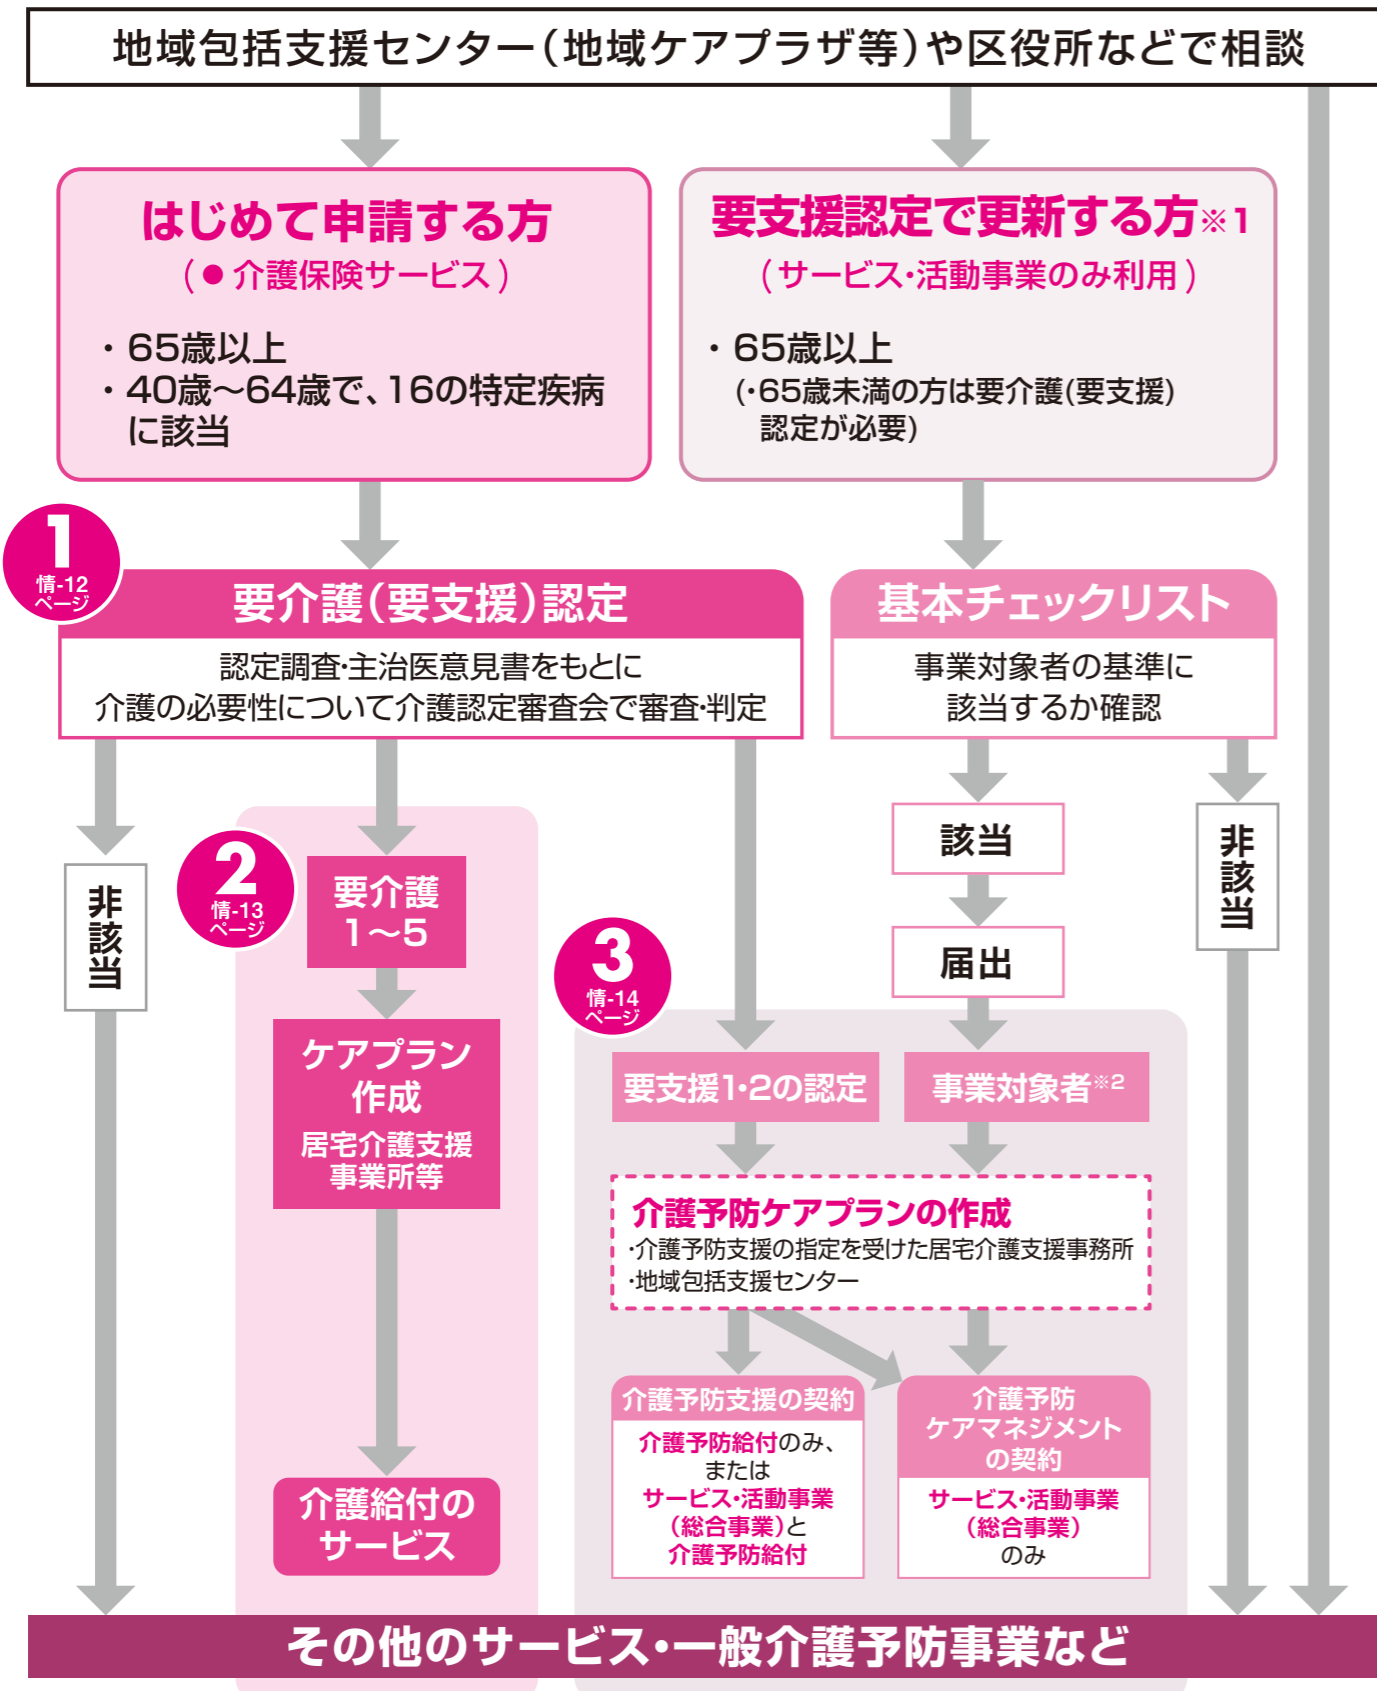 地域包括支援センター(地域ケアプラザ等)や区役所などで相談
はじめて申請する方
(●介護保険サービス)
・65歳以上
・40歳～64歳で、16の特定疾病
に該当
要支援認定で更新する方※1
(サービス・活動事業のみ利用)
・65歳以上
(・65歳未満の方は要介護(要支援)
認定が必要)
1
情-12
ページ
要介護(要支援)認定
認定調査・主治医意見書をもとに
介護の必要性について介護認定審査会で審査・判定
基本チェックリスト
事業対象者の基準に
該当するか確認
非該当
2
情-13
ページ
要介護
1～5
ケアプラン
作成
居宅介護支援
事業所等
介護給付の
サービス
該当
届出
非該当
3
情-14
ページ
要支援1・2の認定
事業対象者※2
介護予防ケアプランの作成
・介護予防支援の指定を受けた居宅介護支援事務所
・地域包括支援センター
介護予防支援の契約
介護予防給付のみ、
または
サービス・活動事業
(総合事業)と
介護予防給付
介護予防
ケアマネジメント
の契約
サービス・活動事業
(総合事業)
のみ
その他のサービス・一般介護予防事業など